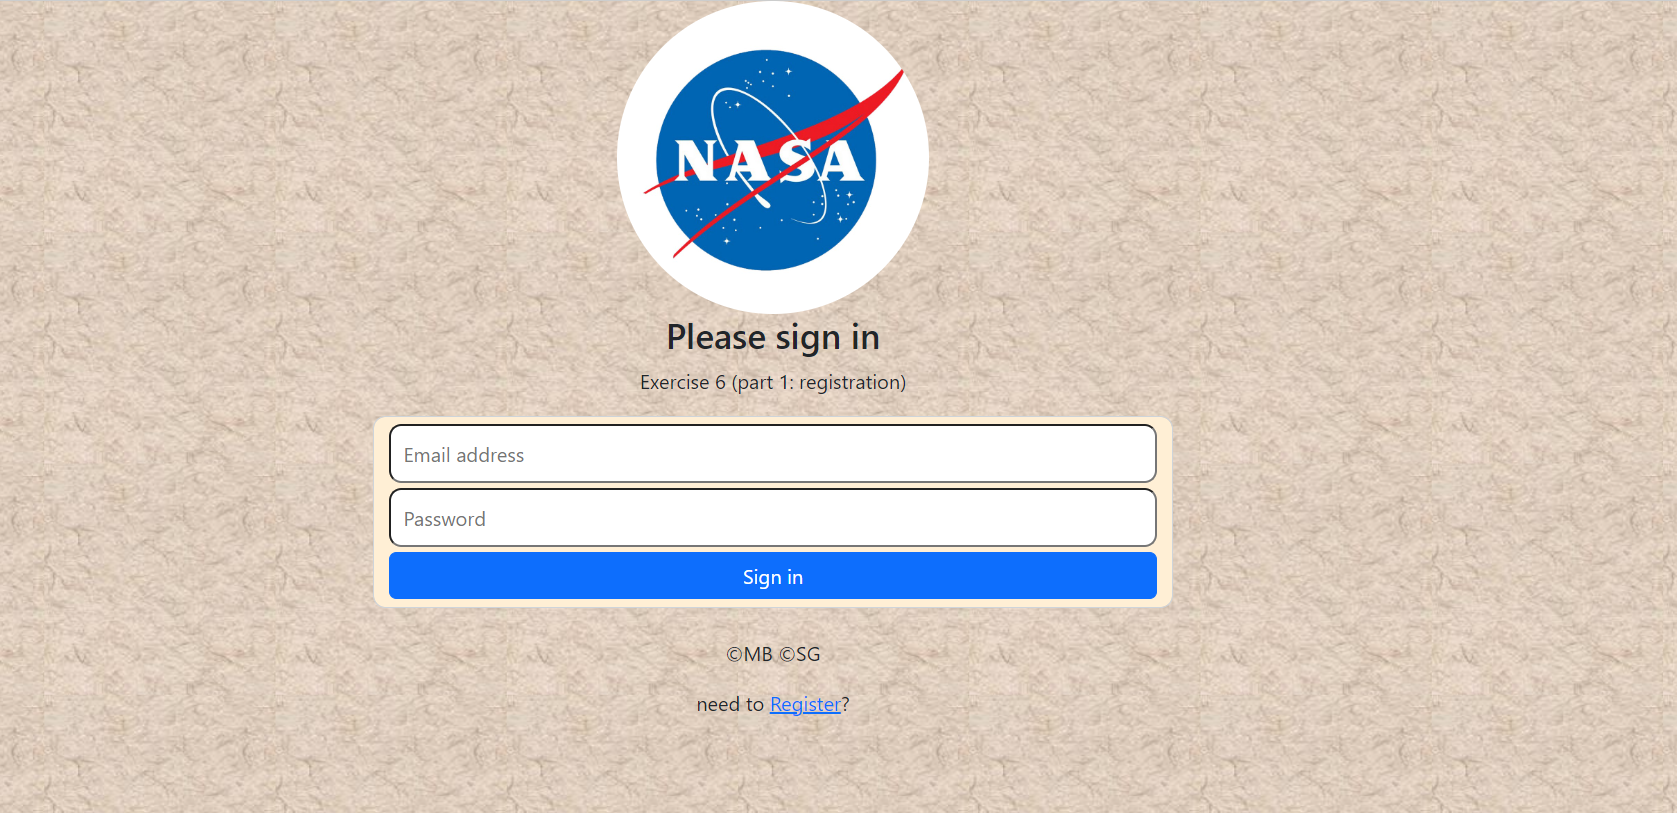 NASA
Please sign in
Exercise 6 (part 1: registration)
Email address
Password
Sign in
©MB ©SG
need to Register?